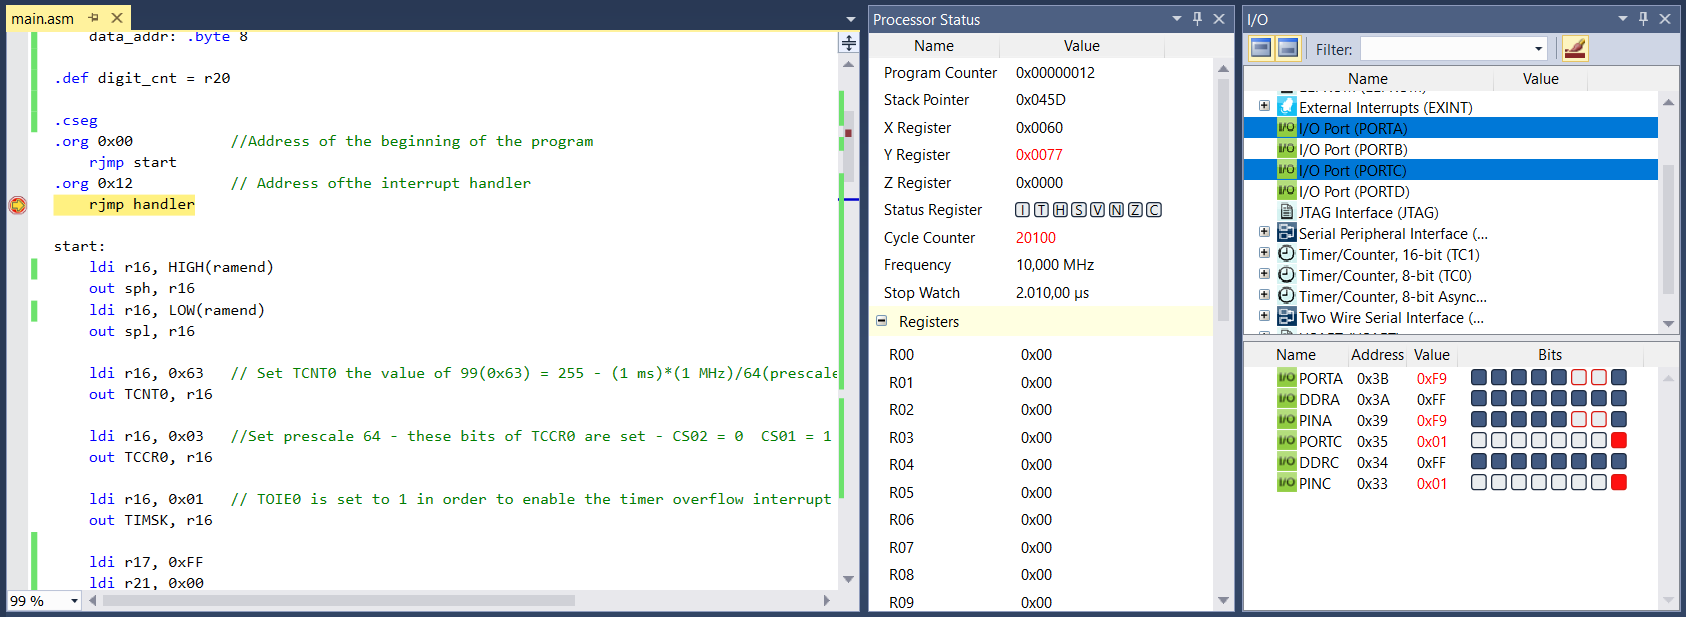 main.asm
data_addr: .byte 8
.def digit_cnt = r20
.cseg
.org 0x00 //Address of the beginning of the program
rjmp start
.org 0x12 // Address ofthe interrupt handler
rjmp handler
start:
ldi r16, HIGH(ramend)
out sph, r16
ldi r16, LOW(ramend)
out spl, r16
ldi r16, 0x63 // Set TCNT0 the value of 99(0x63) = 255 - (1 ms)*(1 MHz)/64(prescale
out TCNT0, r16
ldi r16, 0x03 //Set prescale 64 - these bits of TCCR0 are set - CS02 = 0 CS01 = 1
out TCCR0, r16
ldi r16, 0x01 // TOIE0 is set to 1 in order to enable the timer overflow interrupt
out TIMSK, r16
ldi r17, 0xFF
ldi r21, 0x00
99 %
Processor Status
Name Value
Program Counter 0x00000012
Stack Pointer 0x045D
X Register 0x0060
Y Register 0x0077
Z Register 0x0000
Status Register I T H S V N Z C
Cycle Counter 20100
Frequency 10,000 MHz
Stop Watch 2.010,00 µs
Registers
R00 0x00
R01 0x00
R02 0x00
R03 0x00
R04 0x00
R05 0x00
R06 0x00
R07 0x00
R08 0x00
R09 0x00
I/O
Filter:
Name Value
External Interrupts (EXINT)
I/O I/O Port (PORTA)
I/O I/O Port (PORTB)
I/O I/O Port (PORTC)
I/O I/O Port (PORTD)
JTAG Interface (JTAG)
Serial Peripheral Interface (...
Timer/Counter, 16-bit (TC1)
Timer/Counter, 8-bit (TC0)
Timer/Counter, 8-bit Async...
Two Wire Serial Interface (...
Name Address Value Bits
I/O PORTA 0x3B 0xF9
I/O DDRA 0x3A 0xFF
I/O PINA 0x39 0xF9
I/O PORTC 0x35 0x01
I/O DDRC 0x34 0xFF
I/O PINC 0x33 0x01